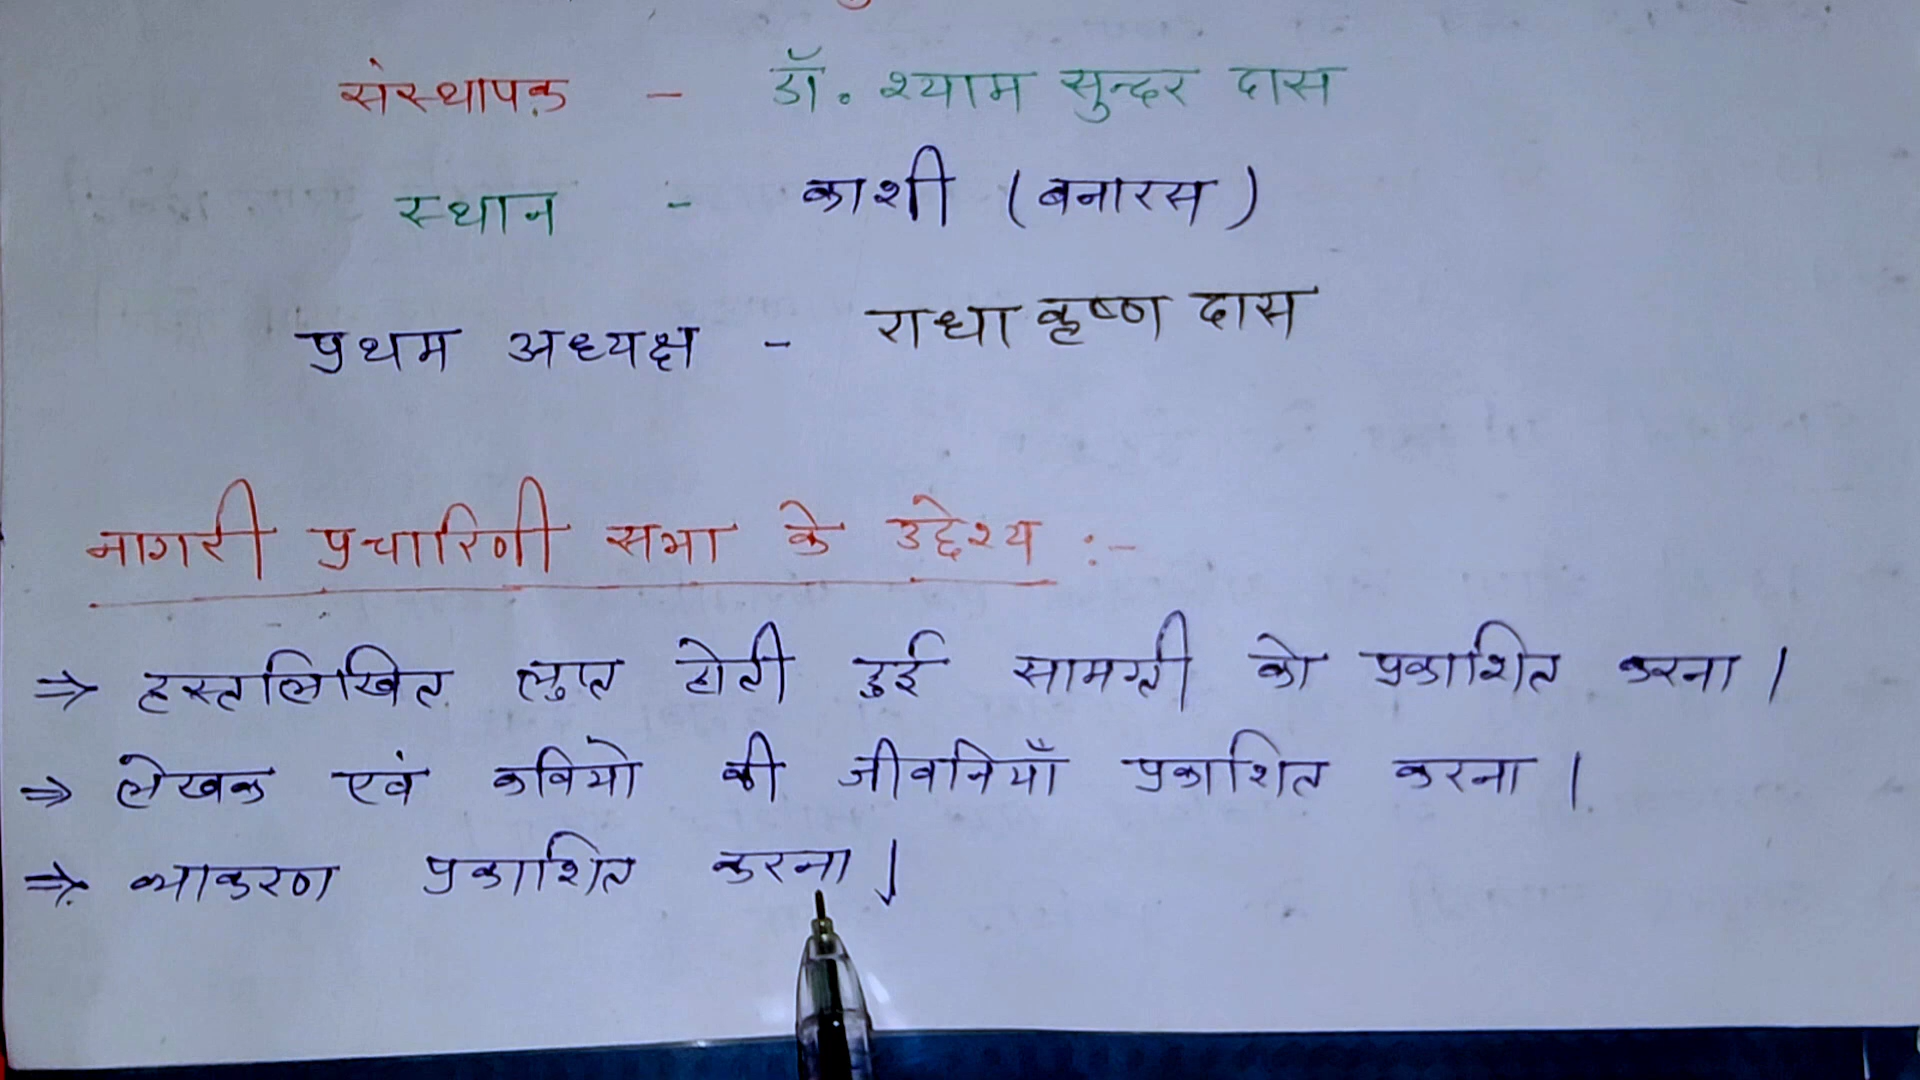 संस्थापक - डॉ. श्याम सुन्दर दास
स्थान - काशी (बनारस)
प्रथम अध्यक्ष - राधा कृष्ण दास
नागरी प्रचारिणी सभा के उद्देश्य :-
⇒ हस्तलिखित लुप्त होती हुई सामग्री को प्रकाशित करना।
⇒ लेखक एवं कवियो की जीवनियाँ प्रकाशित करना।
⇒ व्याकरण प्रकाशित करना।